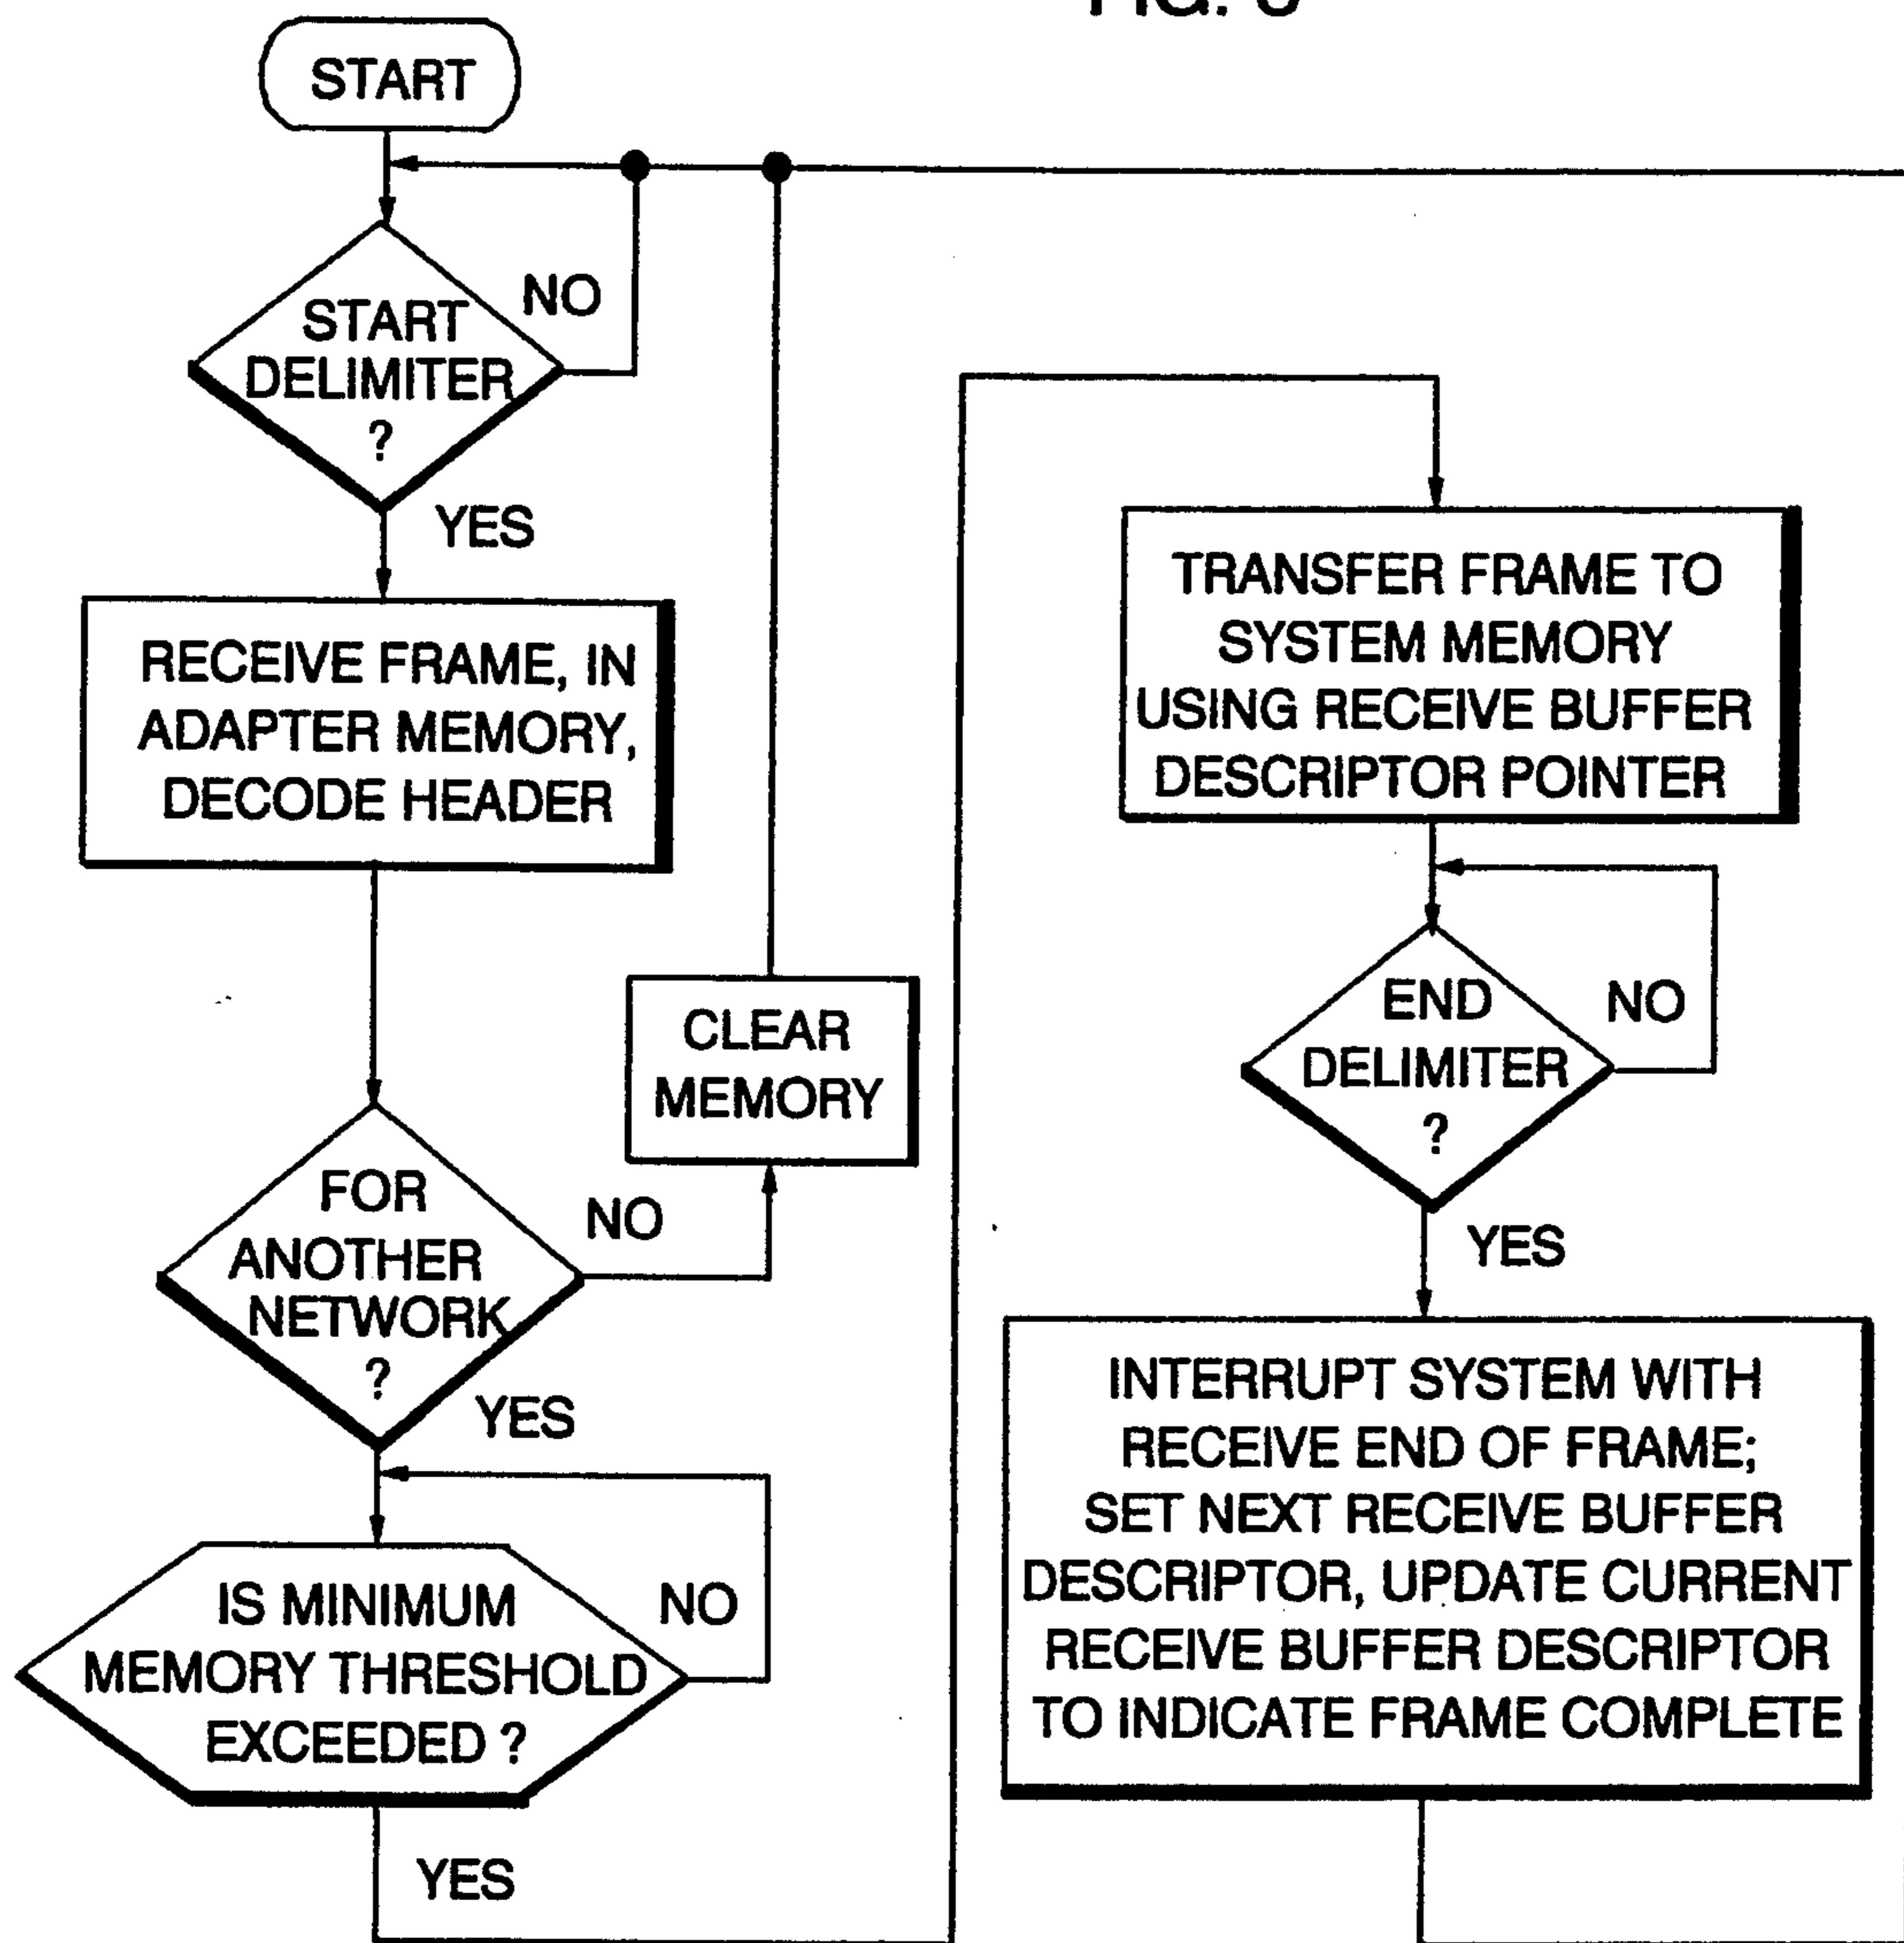 START
START
DELIMITER
?
NO
YES
RECEIVE FRAME, IN
ADAPTER MEMORY,
DECODE HEADER
CLEAR
MEMORY
FOR
ANOTHER
NETWORK
?
NO
YES
IS MINIMUM
MEMORY THRESHOLD
EXCEEDED ?
NO
YES
TRANSFER FRAME TO
SYSTEM MEMORY
USING RECEIVE BUFFER
DESCRIPTOR POINTER
END
DELIMITER
?
NO
YES
INTERRUPT SYSTEM WITH
RECEIVE END OF FRAME;
SET NEXT RECEIVE BUFFER
DESCRIPTOR, UPDATE CURRENT
RECEIVE BUFFER DESCRIPTOR
TO INDICATE FRAME COMPLETE